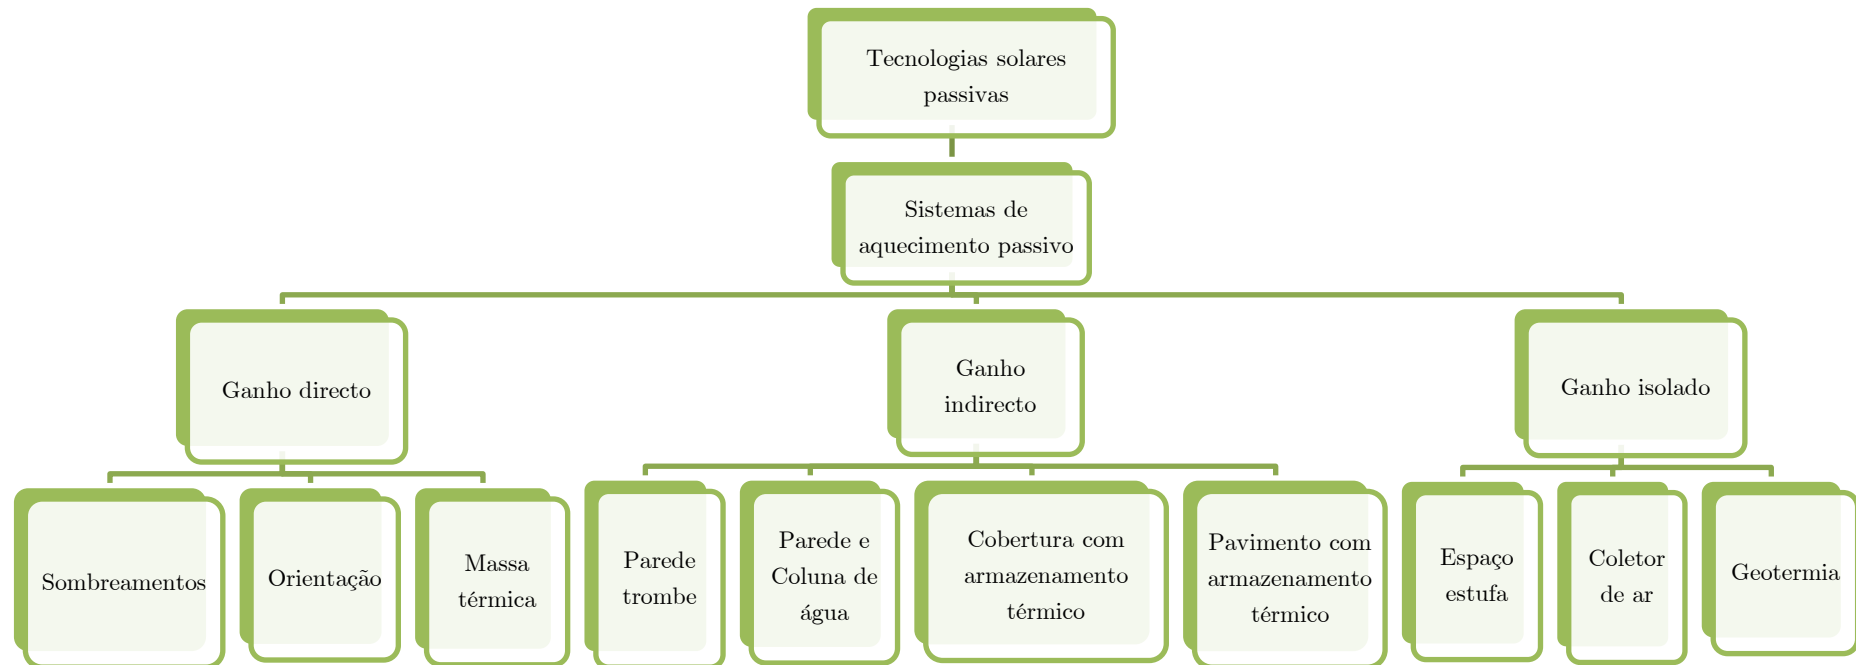 Tecnologias solares
passivas
Sistemas de
aquecimento passivo
Ganho directo
Ganho
indirecto
Ganho isolado
Sombreamentos
Orientação
Massa
térmica
Parede
trombe
Parede e
Coluna de
água
Cobertura com
armazenamento
térmico
Pavimento com
armazenamento
térmico
Espaço
estufa
Coletor
de ar
Geotermia